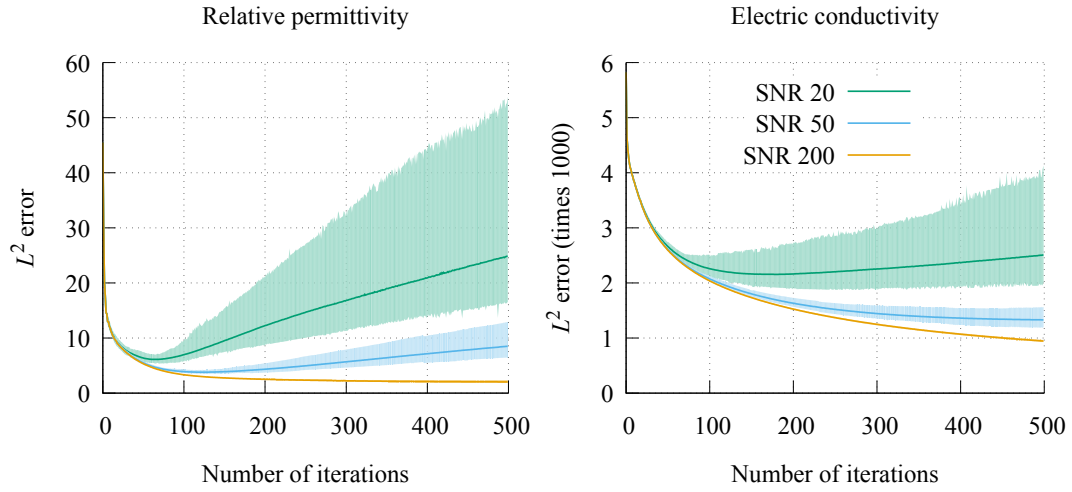 Relative permittivity
60
50
40
30
20
10
0
L² error
0 100 200 300 400 500
Number of iterations
Electric conductivity
6
5
4
3
2
1
0
L² error (times 1000)
SNR 20
SNR 50
SNR 200
0 100 200 300 400 500
Number of iterations